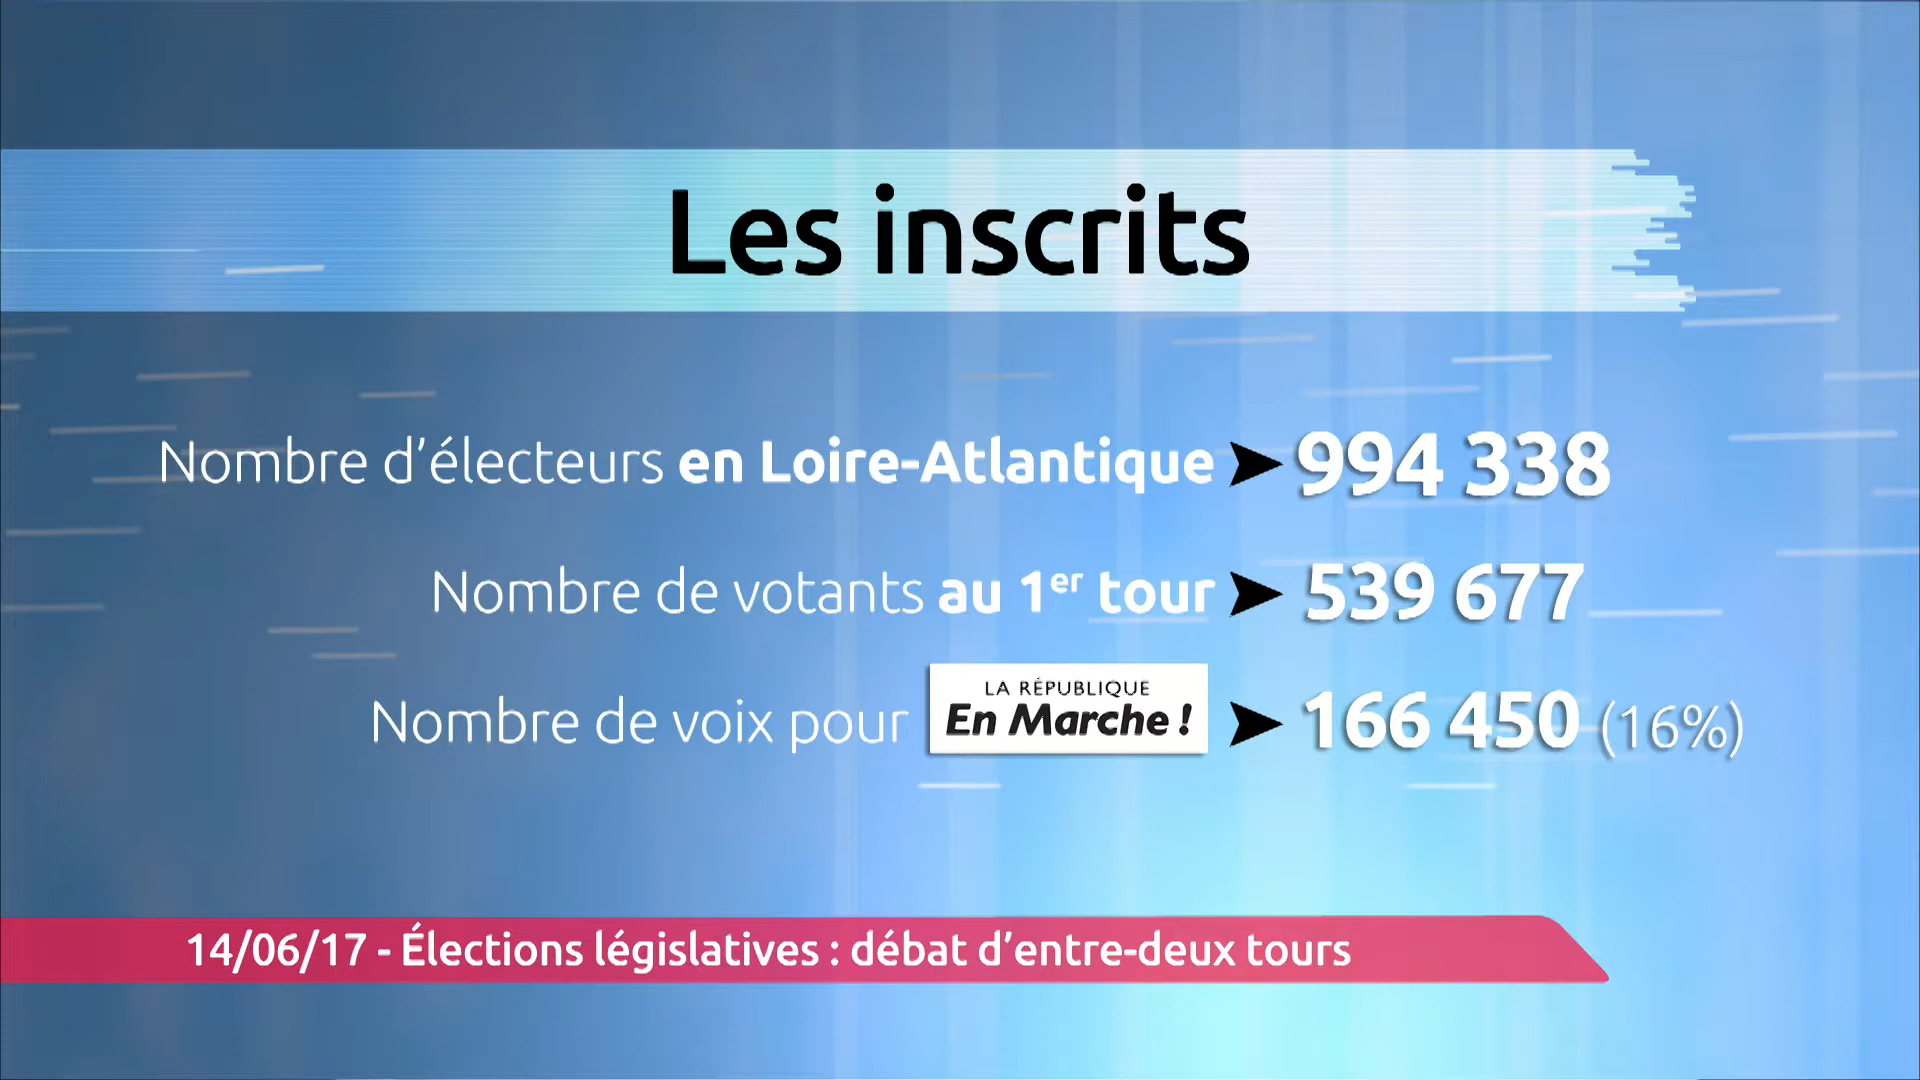 Les inscrits
Nombre d’électeurs en Loire-Atlantique ➤ 994 338
Nombre de votants au 1er tour ➤ 539 677
LA RÉPUBLIQUE
Nombre de voix pour En Marche ! ➤ 166 450 (16%)
14/06/17 - Élections législatives : débat d’entre-deux tours